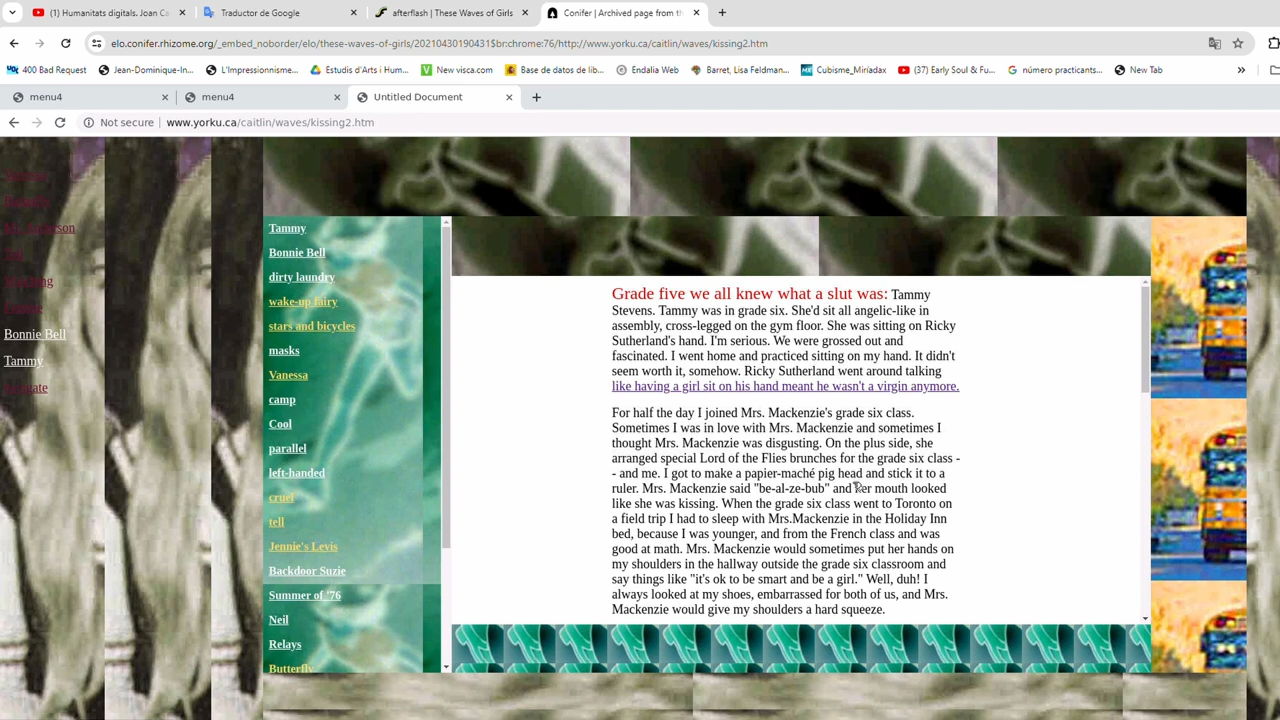 (1) Humanitats digitals. Joan Ca
Traductor de Google
afterflash | These Waves of Girls
Conifer | Archived page from th
elo.conifer.rhizome.org/_embed_noborder/elo/these-waves-of-girls/20210430190431$br:chrome:76/http://www.yorku.ca/caitlin/waves/kissing2.htm
400 Bad Request
Jean-Dominique-In...
L'Impressionnisme...
Estudis d'Arts i Hum...
New visca.com
Base de datos de lib...
Endalia Web
Barret, Lisa Feldman...
Cubisme_Miríadax
(37) Early Soul & Fu...
número practicants...
New Tab
menu4
menu4
Untitled Document
Not secure
www.yorku.ca/caitlin/waves/kissing2.htm
Bonnie Bell
Tammy
Tammy
Bonnie Bell
dirty laundry
wake-up fairy
stars and bicycles
masks
Vanessa
camp
Cool
parallel
left-handed
cruel
tell
Jennie's Levis
Backdoor Suzie
Summer of '76
Neil
Relays
Butterfly
Grade five we all knew what a slut was: Tammy
Stevens. Tammy was in grade six. She'd sit all angelic-like in
assembly, cross-legged on the gym floor. She was sitting on Ricky
Sutherland's hand. I'm serious. We were grossed out and
fascinated. I went home and practiced sitting on my hand. It didn't
seem worth it, somehow. Ricky Sutherland went around talking
like having a girl sit on his hand meant he wasn't a virgin anymore.
For half the day I joined Mrs. Mackenzie's grade six class.
Sometimes I was in love with Mrs. Mackenzie and sometimes I
thought Mrs. Mackenzie was disgusting. On the plus side, she
arranged special Lord of the Flies brunches for the grade six class -
- and me. I got to make a papier-maché pig head and stick it to a
ruler. Mrs. Mackenzie said "be-al-ze-bub" and her mouth looked
like she was kissing. When the grade six class went to Toronto on
a field trip I had to sleep with Mrs.Mackenzie in the Holiday Inn
bed, because I was younger, and from the French class and was
good at math. Mrs. Mackenzie would sometimes put her hands on
my shoulders in the hallway outside the grade six classroom and
say things like "it's ok to be smart and be a girl." Well, duh! I
always looked at my shoes, embarrassed for both of us, and Mrs.
Mackenzie would give my shoulders a hard squeeze.